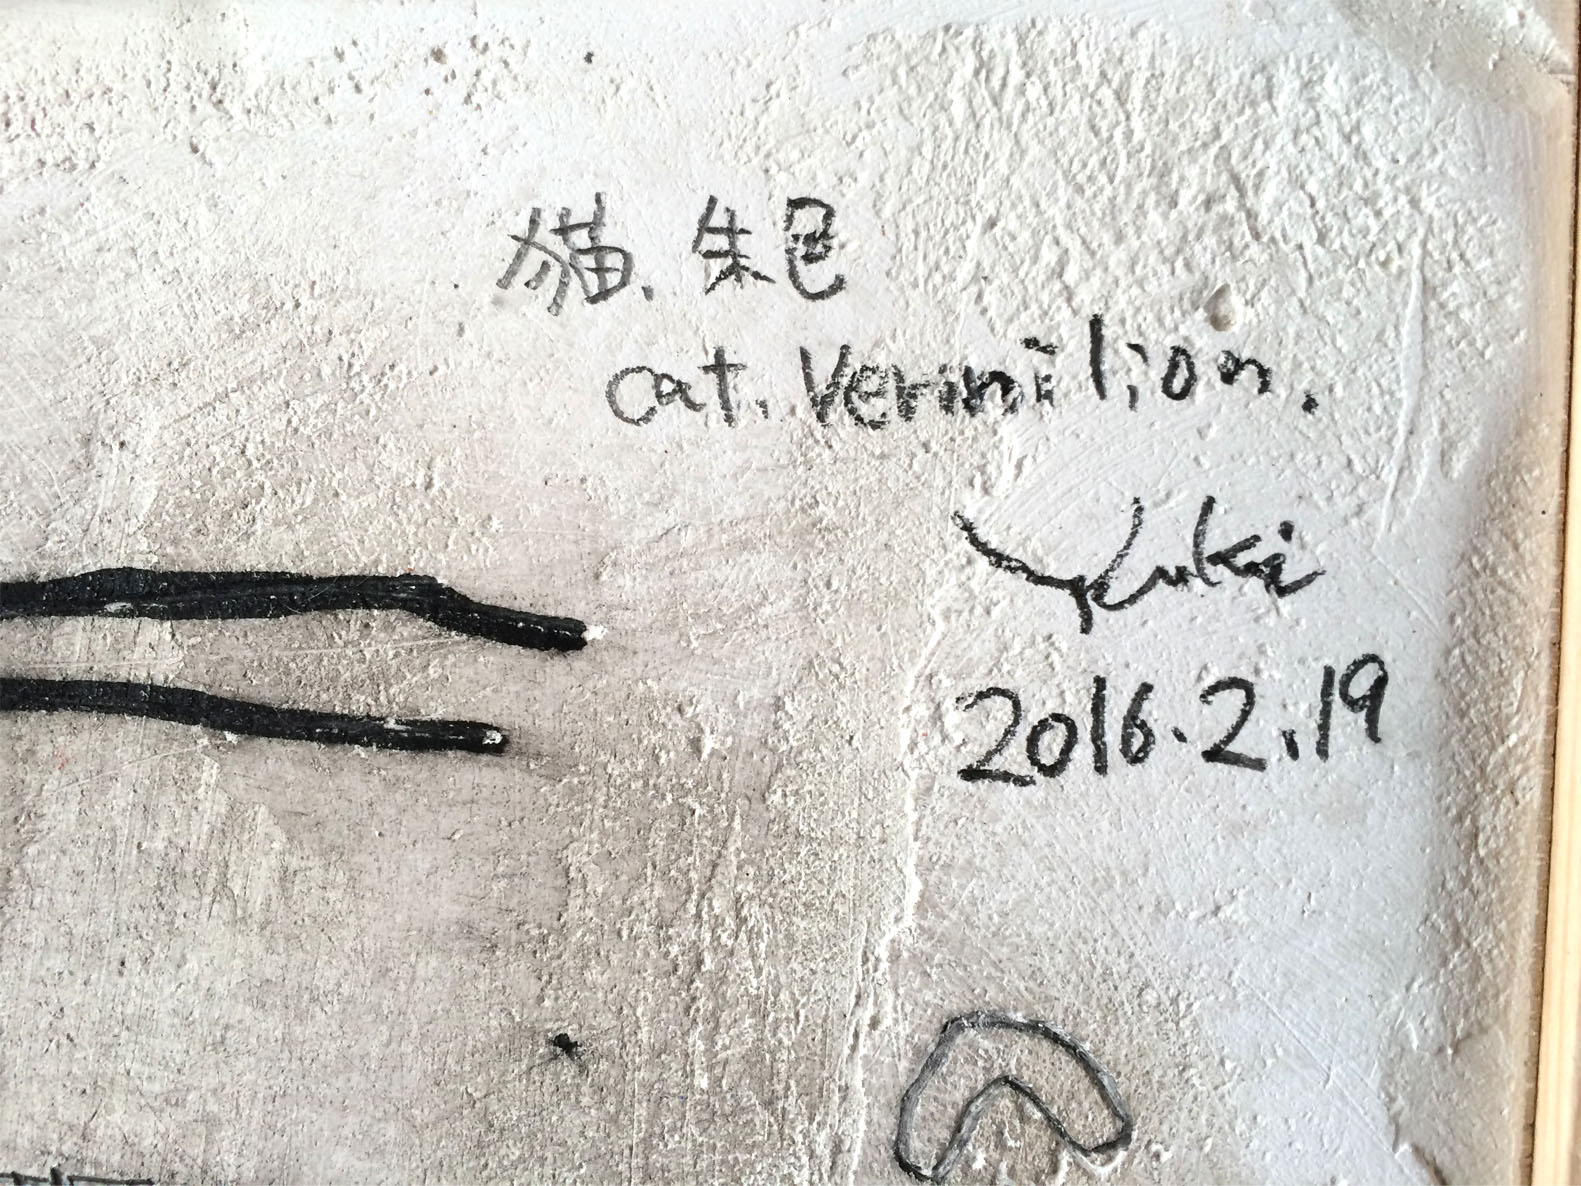 猫、朱色
cat. Vermilion.
Yuki
2016.2.19